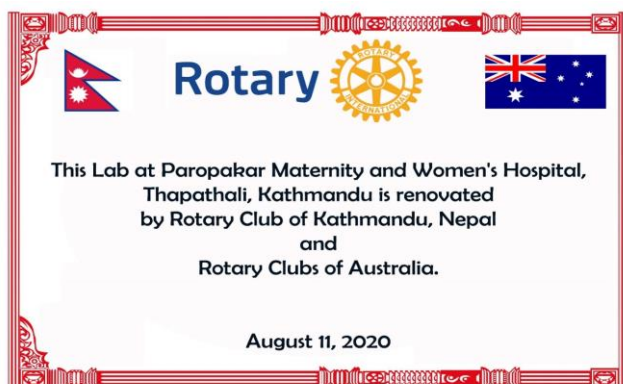 Rotary
ROTARY
INTERNATIONAL
This Lab at Paropakar Maternity and Women's Hospital,
Thapathali, Kathmandu is renovated
by Rotary Club of Kathmandu, Nepal
and
Rotary Clubs of Australia.
August 11, 2020